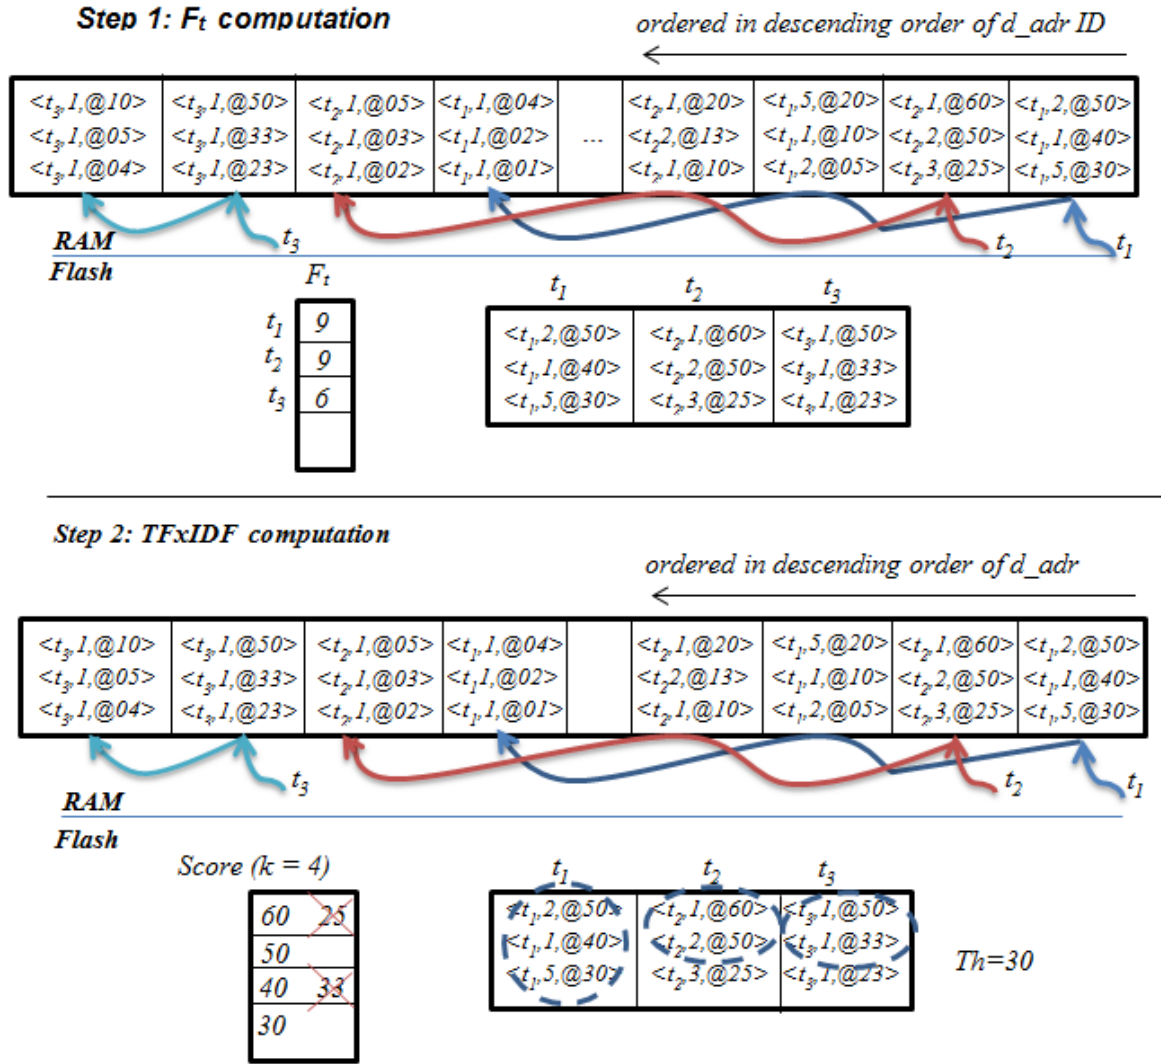 Step 1: Ft computation
ordered in descending order of d_adr ID
<t3,1,@10> <t3,1,@50> <t2,1,@05> <t1,1,@04> <t2,1,@20> <t1,5,@20> <t2,1,@60> <t1,2,@50>
<t3,1,@05> <t3,1,@33> <t2,1,@03> <t1 1,@02> ... <t2 2,@13> <t1,1,@10> <t2,2,@50> <t1,1,@40>
<t3,1,@04> <t3,1,@23> <t2,1,@02> <t1,1,@01> <t2,1,@10> <t1,2,@05> <t2,3,@25> <t1,5,@30>
RAM t3 t2 t1
Flash
Ft t1 t2 t3
t1 9 <t1,2,@50> <t2,1,@60> <t3,1,@50>
t2 9 <t1,1,@40> <t2,2,@50> <t3,1,@33>
t3 6 <t1,5,@30> <t2,3,@25> <t3,1,@23>
Step 2: TFxIDF computation
ordered in descending order of d_adr
<t3,1,@10> <t3,1,@50> <t2,1,@05> <t1,1,@04> <t2,1,@20> <t1,5,@20> <t2,1,@60> <t1,2,@50>
<t3,1,@05> <t3,1,@33> <t2,1,@03> <t1 1,@02> <t2 2,@13> <t1,1,@10> <t2,2,@50> <t1,1,@40>
<t3,1,@04> <t3,1,@23> <t2,1,@02> <t1,1,@01> <t2,1,@10> <t1,2,@05> <t2,3,@25> <t1,5,@30>
t3 t2 t1
RAM
Flash
Score (k = 4) t1 t2 t3
60 25 <t1,2,@50> <t2,1,@60> <t3,1,@50>
50 <t1,1,@40> <t2,2,@50> <t3,1,@33> Th=30
40 33 <t1,5,@30> <t2,3,@25> <t3,1,@23>
30